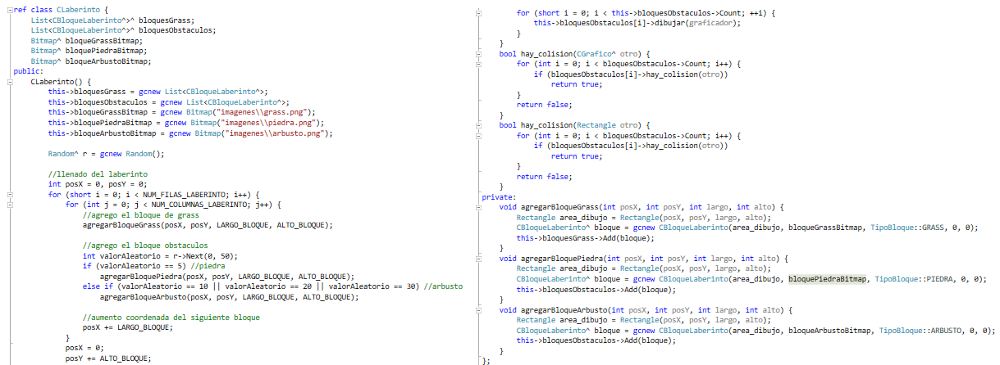 ref class CLaberinto {
    List<CBloqueLaberinto^>^ bloquesGrass;
    List<CBloqueLaberinto^>^ bloquesObstaculos;
    Bitmap^ bloqueGrassBitmap;
    Bitmap^ bloquePiedraBitmap;
    Bitmap^ bloqueArbustoBitmap;
public:
    CLaberinto() {
        this->bloquesGrass = gcnew List<CBloqueLaberinto^>;
        this->bloquesObstaculos = gcnew List<CBloqueLaberinto^>;
        this->bloqueGrassBitmap = gcnew Bitmap("imagenes\\grass.png");
        this->bloquePiedraBitmap = gcnew Bitmap("imagenes\\piedra.png");
        this->bloqueArbustoBitmap = gcnew Bitmap("imagenes\\arbusto.png");

        Random^ r = gcnew Random();

        //llenado del laberinto
        int posX = 0, posY = 0;
        for (short i = 0; i < NUM_FILAS_LABERINTO; i++) {
            for (int j = 0; j < NUM_COLUMNAS_LABERINTO; j++) {
                //agrego el bloque de grass
                agregarBloqueGrass(posX, posY, LARGO_BLOQUE, ALTO_BLOQUE);

                //agrego el bloque obstaculos
                int valorAleatorio = r->Next(0, 50);
                if (valorAleatorio == 5) //piedra
                    agregarBloquePiedra(posX, posY, LARGO_BLOQUE, ALTO_BLOQUE);
                else if (valorAleatorio == 10 || valorAleatorio == 20 || valorAleatorio == 30) //arbusto
                    agregarBloqueArbusto(posX, posY, LARGO_BLOQUE, ALTO_BLOQUE);

                //aumento coordenada del siguiente bloque
                posX += LARGO_BLOQUE;
            }
            posX = 0;
            posY += ALTO_BLOQUE;
        for (short i = 0; i < this->bloquesObstaculos->Count; ++i) {
            this->bloquesObstaculos[i]->dibujar(graficador);
        }
    }
    bool hay_colision(CGrafico^ otro) {
        for (int i = 0; i < bloquesObstaculos->Count; i++) {
            if (bloquesObstaculos[i]->hay_colision(otro))
                return true;
        }
        return false;
    }
    bool hay_colision(Rectangle otro) {
        for (int i = 0; i < bloquesObstaculos->Count; i++) {
            if (bloquesObstaculos[i]->hay_colision(otro))
                return true;
        }
        return false;
    }
private:
    void agregarBloqueGrass(int posX, int posY, int largo, int alto) {
        Rectangle area_dibujo = Rectangle(posX, posY, largo, alto);
        CBloqueLaberinto^ bloque = gcnew CBloqueLaberinto(area_dibujo, bloqueGrassBitmap, TipoBloque::GRASS, 0, 0);
        this->bloquesGrass->Add(bloque);
    }
    void agregarBloquePiedra(int posX, int posY, int largo, int alto) {
        Rectangle area_dibujo = Rectangle(posX, posY, largo, alto);
        CBloqueLaberinto^ bloque = gcnew CBloqueLaberinto(area_dibujo, bloquePiedraBitmap, TipoBloque::PIEDRA, 0, 0);
        this->bloquesObstaculos->Add(bloque);
    }
    void agregarBloqueArbusto(int posX, int posY, int largo, int alto) {
        Rectangle area_dibujo = Rectangle(posX, posY, largo, alto);
        CBloqueLaberinto^ bloque = gcnew CBloqueLaberinto(area_dibujo, bloqueArbustoBitmap, TipoBloque::ARBUSTO, 0, 0);
        this->bloquesObstaculos->Add(bloque);
    }
};